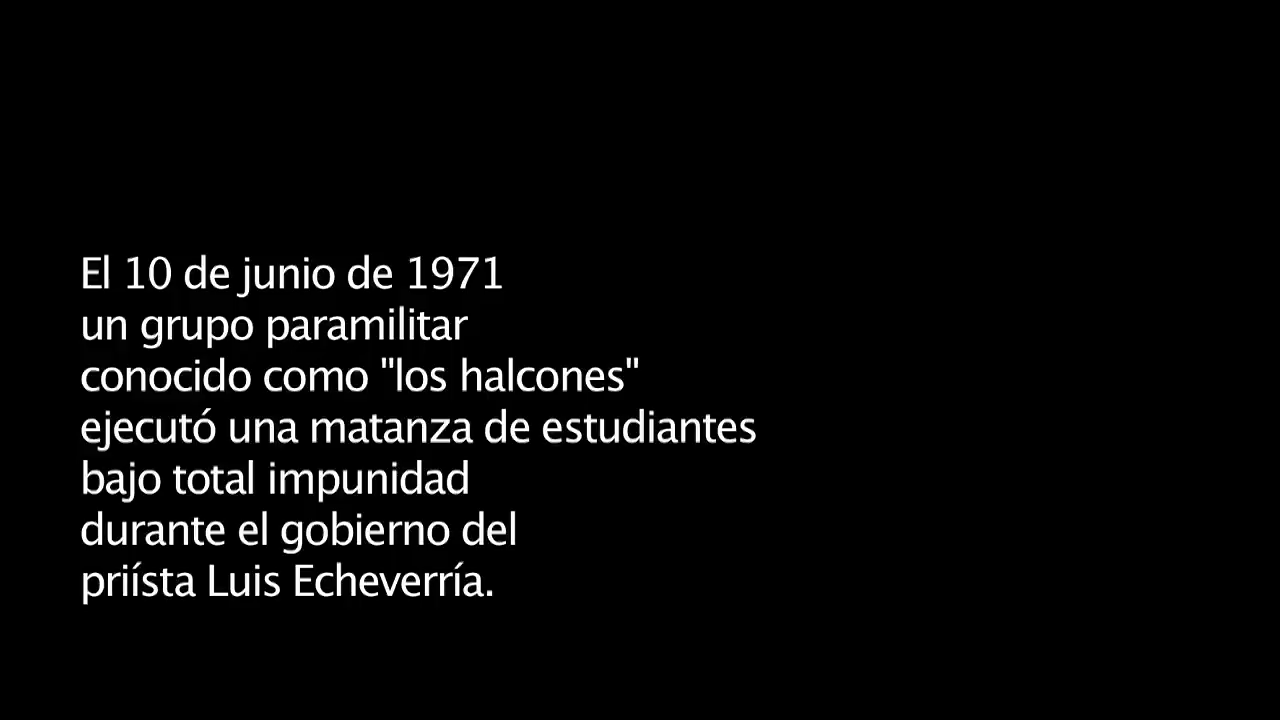 El 10 de junio de 1971
un grupo paramilitar
conocido como "los halcones"
ejecutó una matanza de estudiantes
bajo total impunidad
durante el gobierno del
priísta Luis Echeverría.